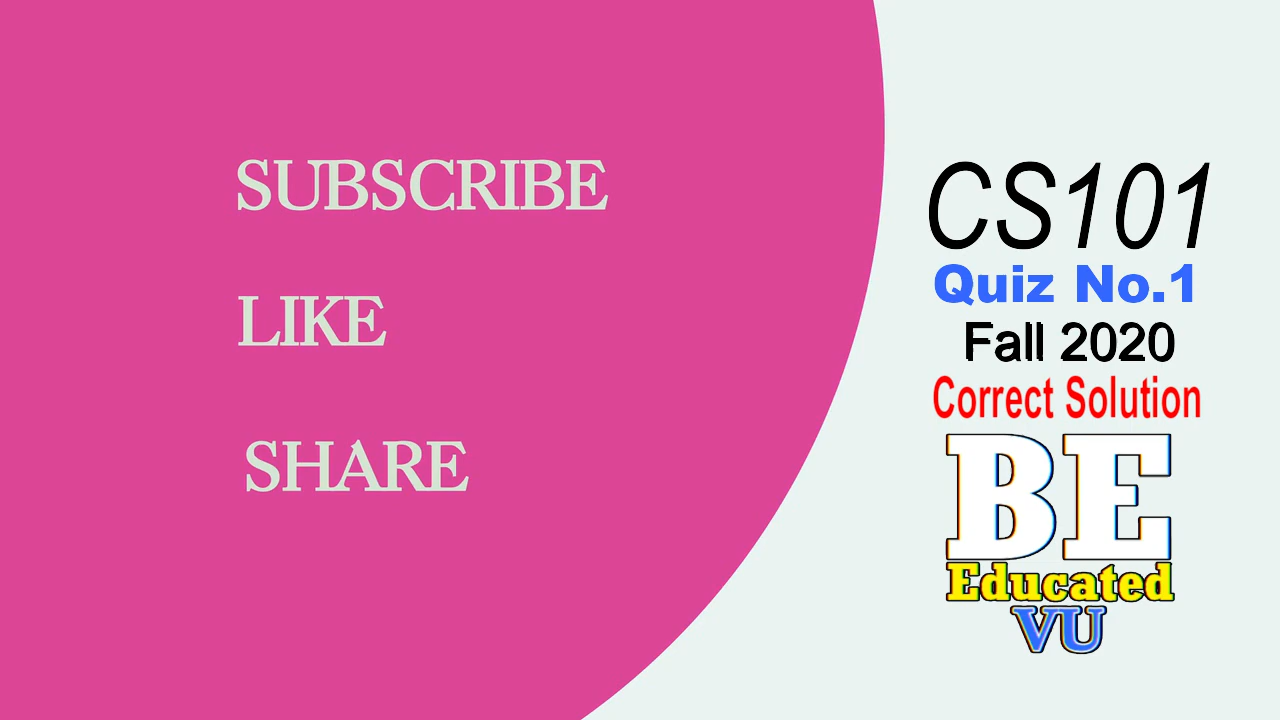 SUBSCRIBE
LIKE
SHARE
CS101
Quiz No.1
Fall 2020
Correct Solution
BE
Educated
VU